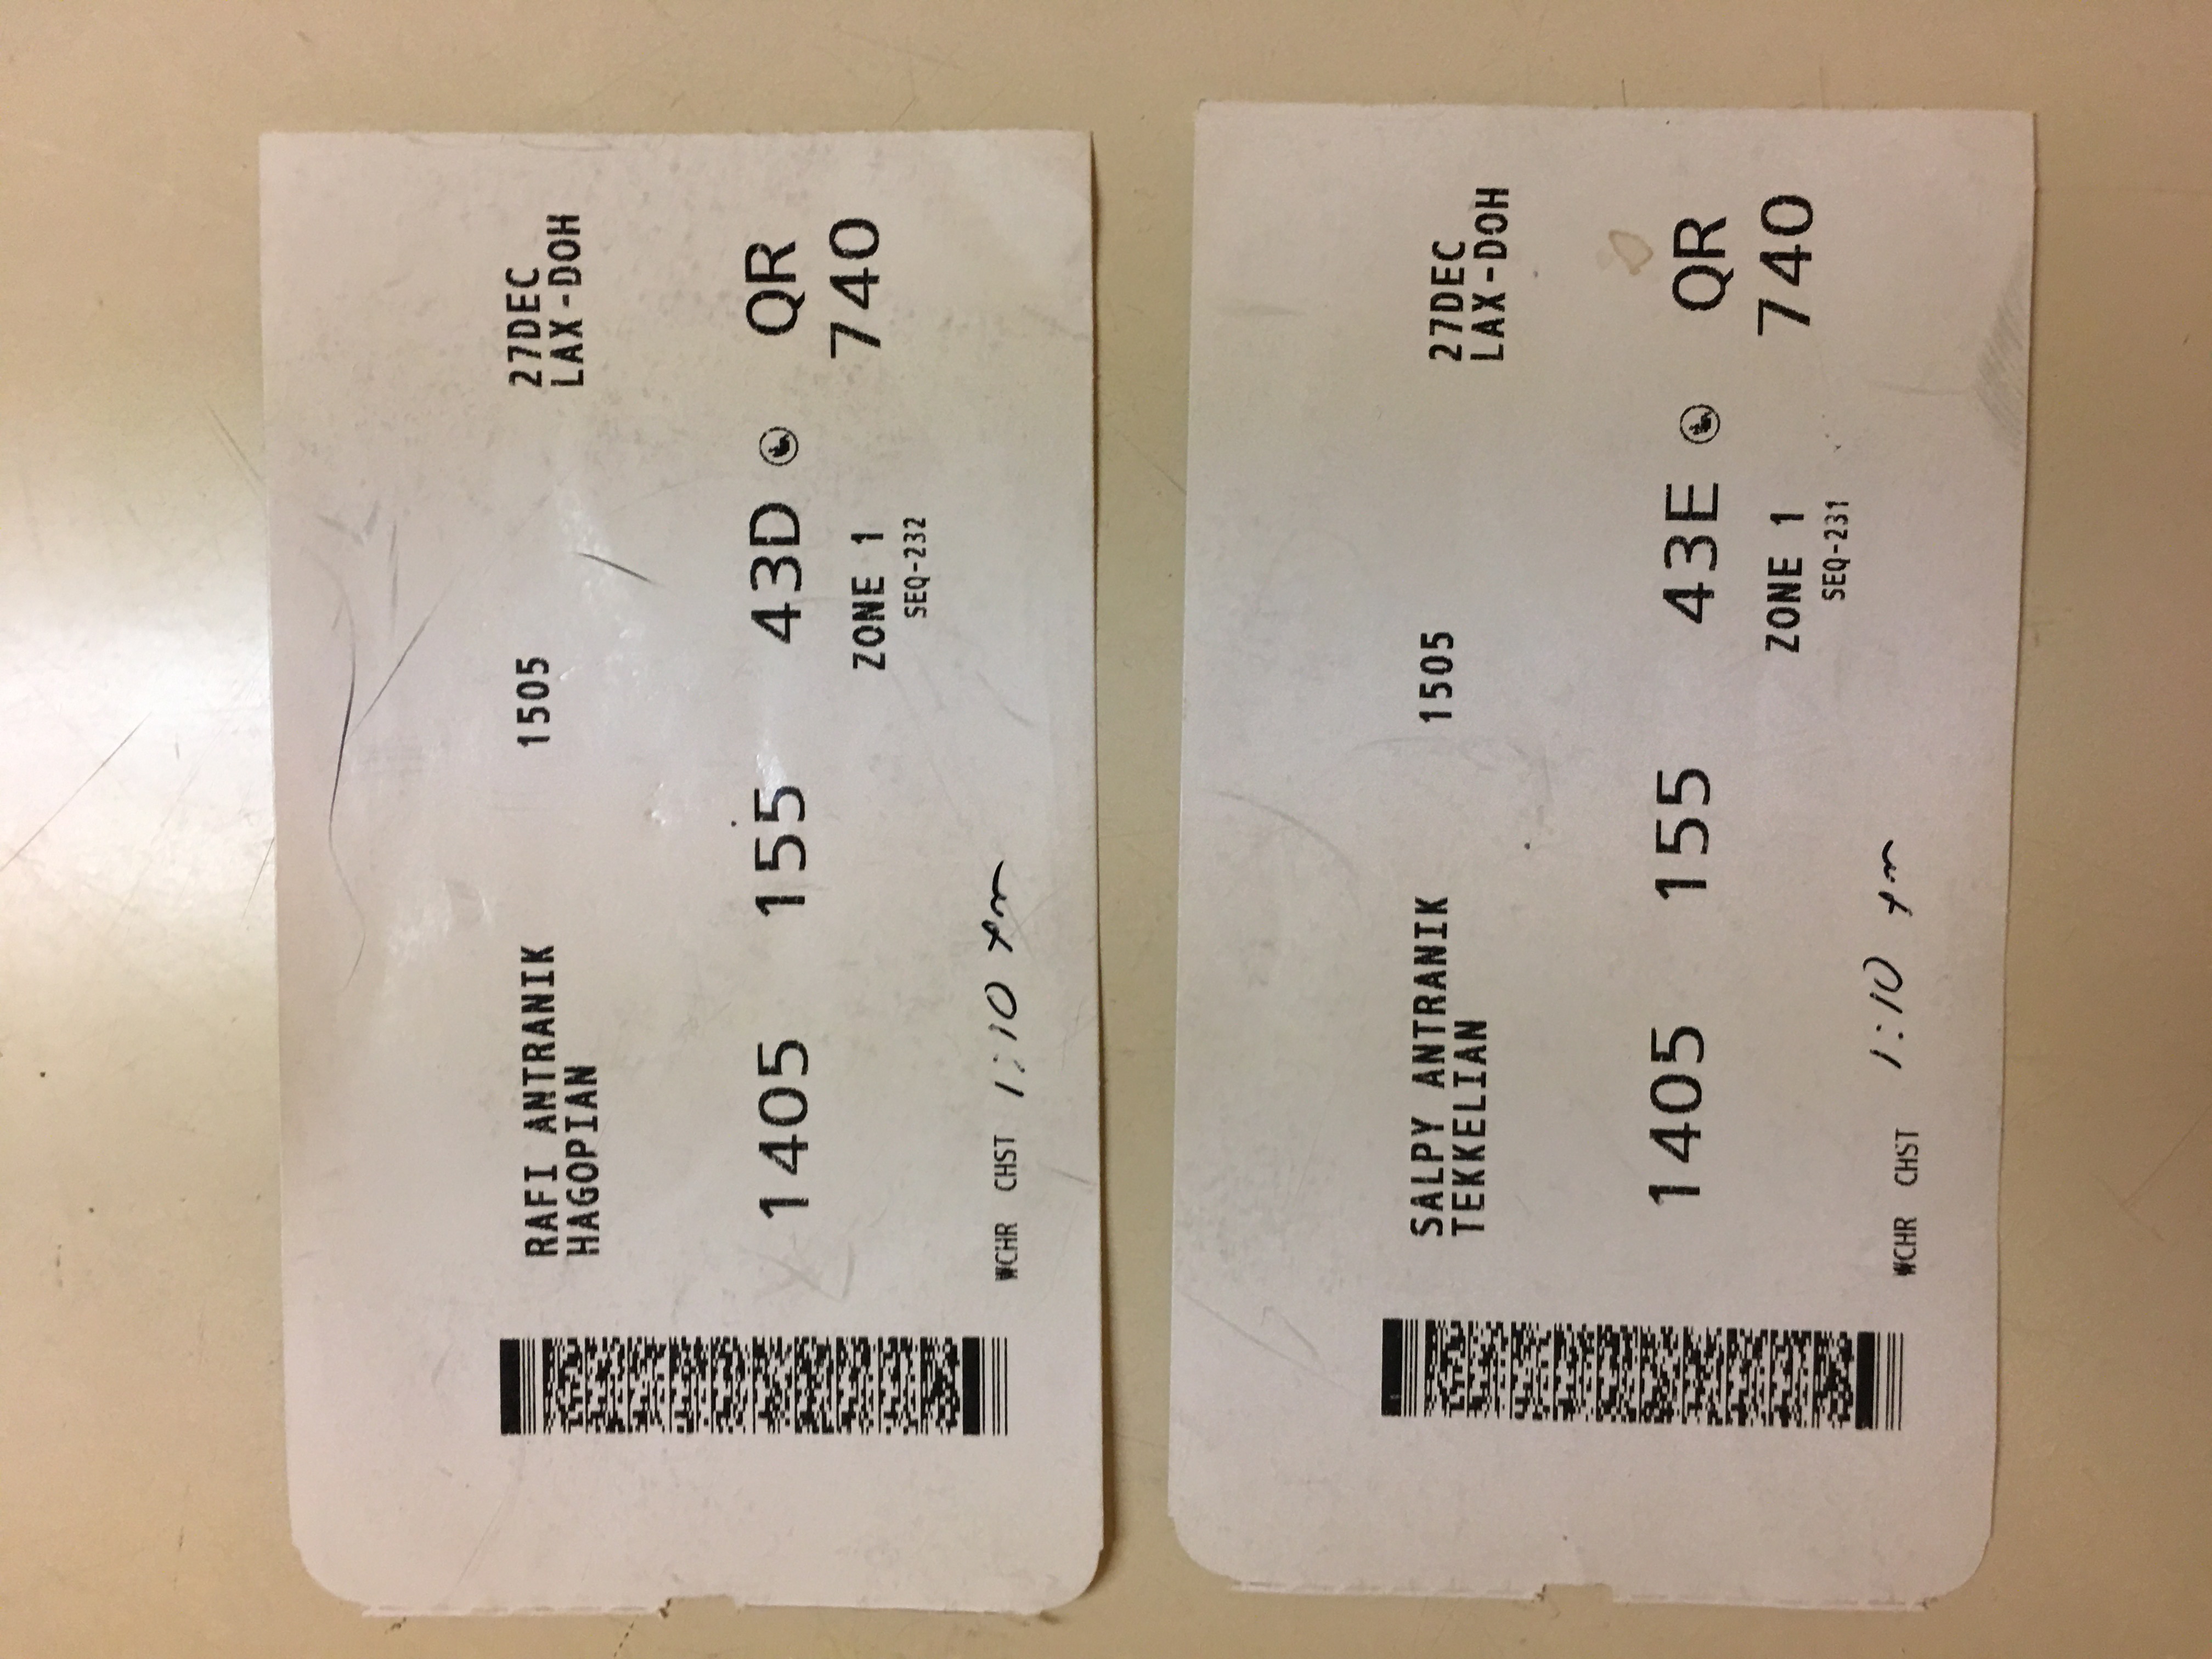 RAFI ANTRANIK
HAGOPIAN
1505
27DEC
LAX-DOH
1405 155 43D QR
740
ZONE 1
SEQ-232
WCHR CHST 1:10 pm
SALPY ANTRANIK
TEKKELIAN
1505
27DEC
LAX-DOH
1405 155 43E QR
740
ZONE 1
SEQ-231
WCHR CHST 1:10 pm